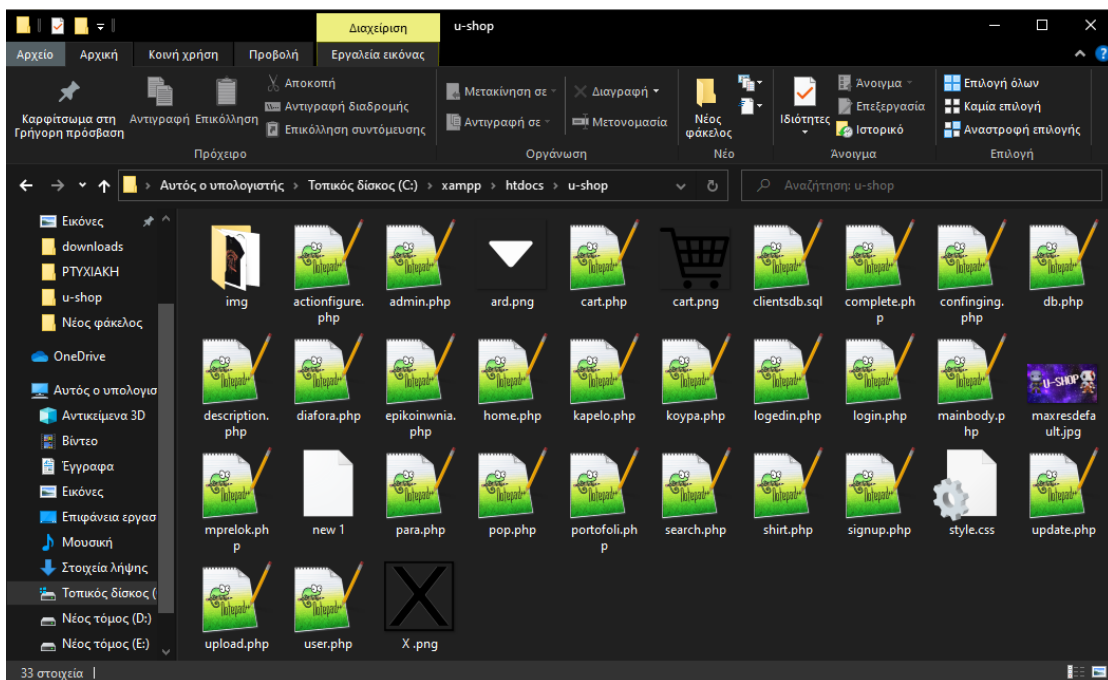 Διαχείριση
u-shop
Αρχείο
Αρχική
Κοινή χρήση
Προβολή
Εργαλεία εικόνας
Καρφίτσωμα στη
Γρήγορη πρόσβαση
Αντιγραφή
Επικόλληση
Αποκοπή
Αντιγραφή διαδρομής
Επικόλληση συντόμευσης
Πρόχειρο
Μετακίνηση σε
Αντιγραφή σε
Διαγραφή
Μετονομασία
Οργάνωση
Νέος
φάκελος
Νέο
Ιδιότητες
Άνοιγμα
Επεξεργασία
Ιστορικό
Άνοιγμα
Επιλογή όλων
Καμία επιλογή
Αναστροφή επιλογής
Επιλογή
Αυτός ο υπολογιστής › Τοπικός δίσκος (C:) › xampp › htdocs › u-shop
Αναζήτηση: u-shop
Εικόνες
downloads
PTYXIAKH
u-shop
Νέος φάκελος
OneDrive
Αυτός ο υπολογισ
Αντικείμενα 3D
Βίντεο
Έγγραφα
Εικόνες
Επιφάνεια εργασ
Μουσική
Στοιχεία λήψης
Τοπικός δίσκος (
Νέος τόμος (D:)
Νέος τόμος (E:)
img
actionfigure.
php
admin.php
ard.png
cart.php
cart.png
clientsdb.sql
complete.ph
p
confinging.
php
db.php
description.
php
diafora.php
epikoinwnia.
php
home.php
kapelo.php
koypa.php
logedin.php
login.php
mainbody.p
hp
U-SHOP
maxresdefa
ult.jpg
mprelok.ph
p
new 1
para.php
pop.php
portofoli.ph
p
search.php
shirt.php
signup.php
style.css
update.php
upload.php
user.php
X .png
33 στοιχεία